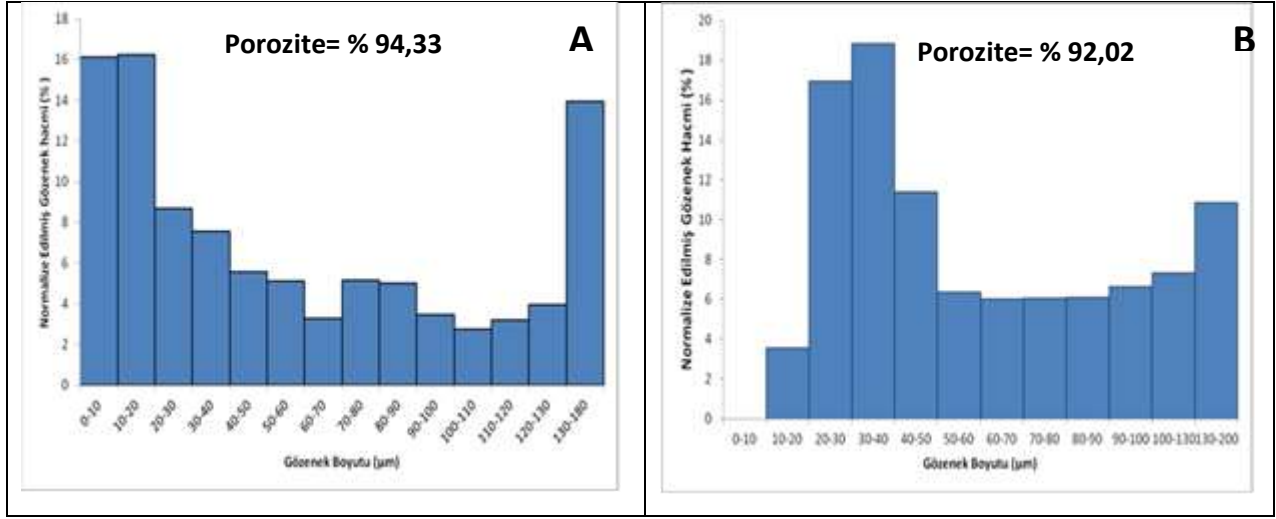 Porozite= % 94,33
A
Normalize Edilmiş Gözenek hacmi (% )
18
16
14
12
10
8
6
4
2
0
0-10 10-20 20-30 30-40 40-50 50-60 60-70 70-80 80-90 90-100 100-110 110-120 120-130 130-180
Gözenek Boyutu (µm)
Porozite= % 92,02
B
Normalize Edilmiş Gözenek Hacmi (% )
20
18
16
14
12
10
8
6
4
2
0
0-10 10-20 20-30 30-40 40-50 50-60 60-70 70-80 80-90 90-100 100-130 130-200
Gözenek Boyutu (µm)